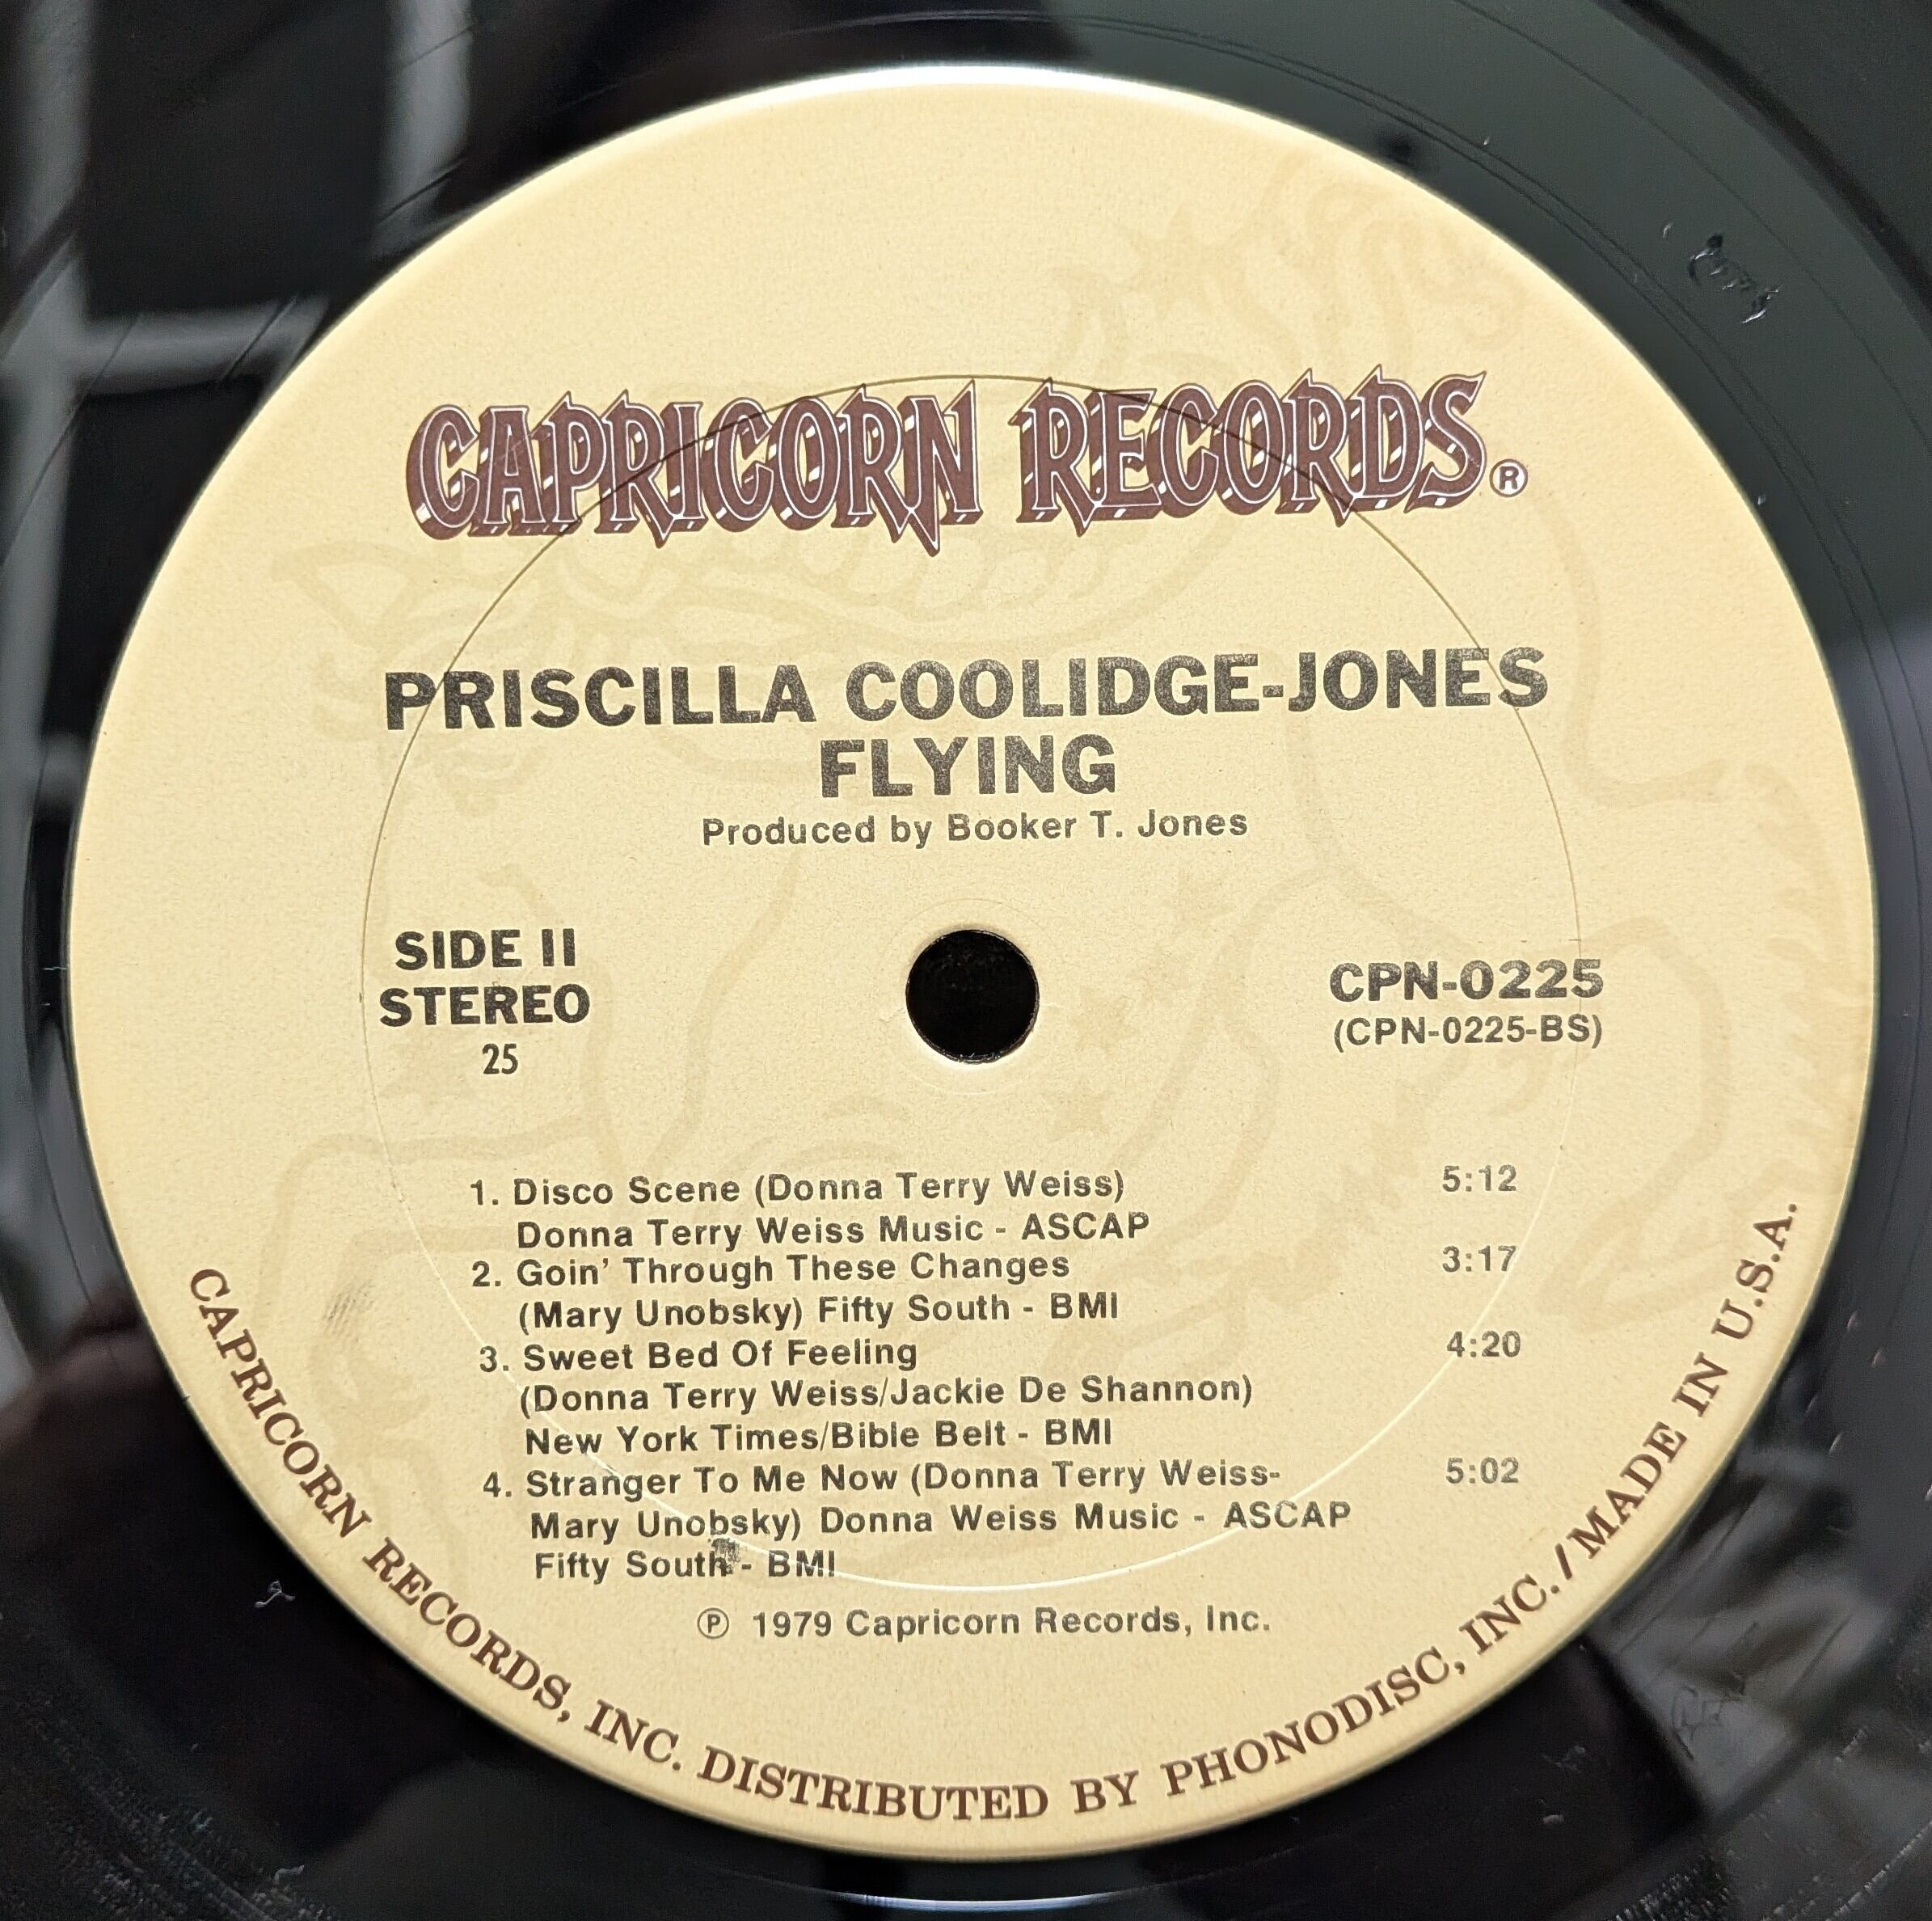 CAPRICORN RECORDS®
PRISCILLA COOLIDGE-JONES
FLYING
Produced by Booker T. Jones
SIDE II
STEREO
25
CPN-0225
(CPN-0225-BS)
1. Disco Scene (Donna Terry Weiss) 5:12
Donna Terry Weiss Music - ASCAP
2. Goin' Through These Changes 3:17
(Mary Unobsky) Fifty South - BMI
3. Sweet Bed Of Feeling 4:20
(Donna Terry Weiss/Jackie De Shannon)
New York Times/Bible Belt - BMI
4. Stranger To Me Now (Donna Terry Weiss- 5:02
Mary Unobsky) Donna Weiss Music - ASCAP
Fifty South - BMI
Ⓟ 1979 Capricorn Records, Inc.
CAPRICORN RECORDS, INC. DISTRIBUTED BY PHONODISC, INC. / MADE IN U.S.A.